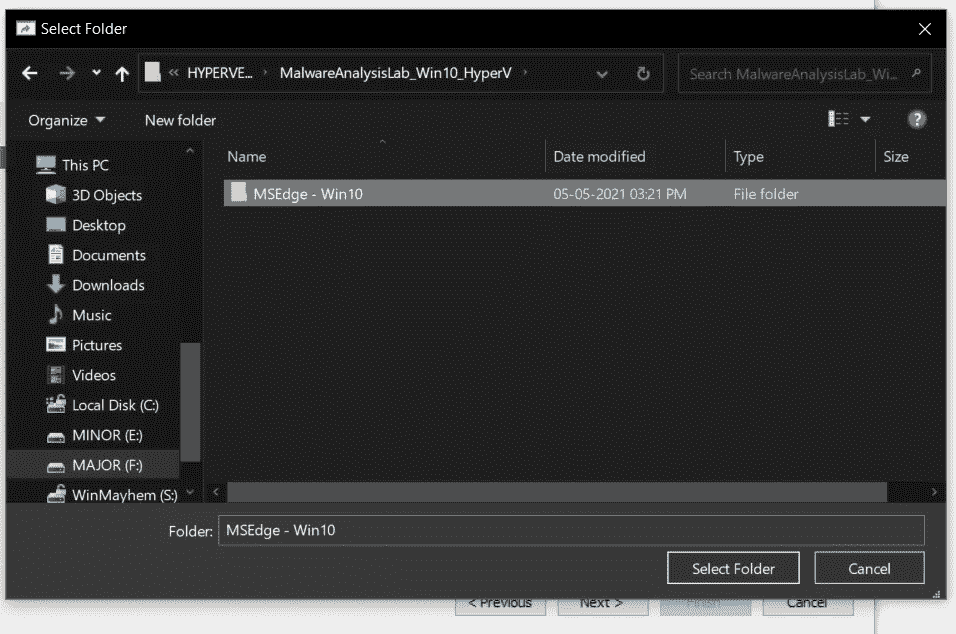 Select Folder
« HYPERVE... › MalwareAnalysisLab_Win10_HyperV ›
Search MalwareAnalysisLab_Wi...
Organize New folder
?
Name Date modified Type Size
This PC
MSEdge - Win10 05-05-2021 03:21 PM File folder
3D Objects
Desktop
Documents
Downloads
Music
Pictures
Videos
Local Disk (C:)
MINOR (E:)
MAJOR (F:)
WinMayhem (S:)
Folder: MSEdge - Win10
Select Folder Cancel
< Previous Next > Finish Cancel